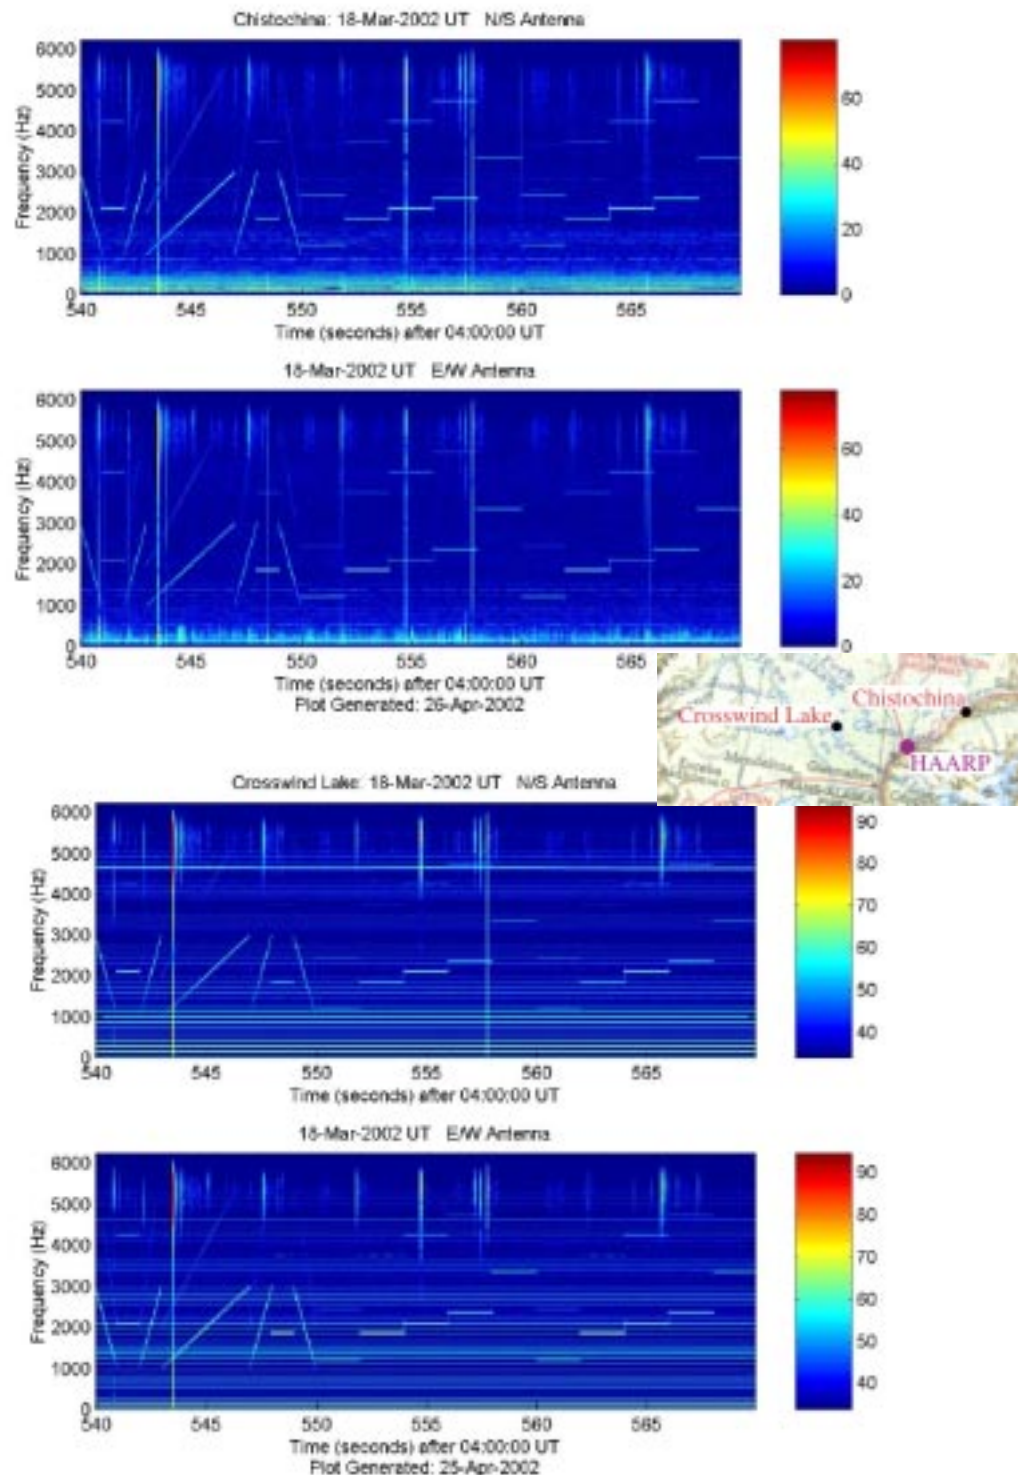 Chistochina: 18-Mar-2002 UT N/S Antenna
6000
5000
4000
3000
2000
1000
0
Frequency (Hz)
540 545 550 555 560 565
Time (seconds) after 04:00:00 UT
60
40
20
0
18-Mar-2002 UT E/W Antenna
6000
5000
4000
3000
2000
1000
0
Frequency (Hz)
540 545 550 555 560 565
Time (seconds) after 04:00:00 UT
Plot Generated: 26-Apr-2002
60
40
20
0
Chistochina
Crosswind Lake
HAARP
Crosswind Lake: 18-Mar-2002 UT N/S Antenna
6000
5000
4000
3000
2000
1000
0
Frequency (Hz)
540 545 550 555 560 565
Time (seconds) after 04:00:00 UT
90
80
70
60
50
40
18-Mar-2002 UT E/W Antenna
6000
5000
4000
3000
2000
1000
0
Frequency (Hz)
540 545 550 555 560 565
Time (seconds) after 04:00:00 UT
Plot Generated: 25-Apr-2002
90
80
70
60
50
40